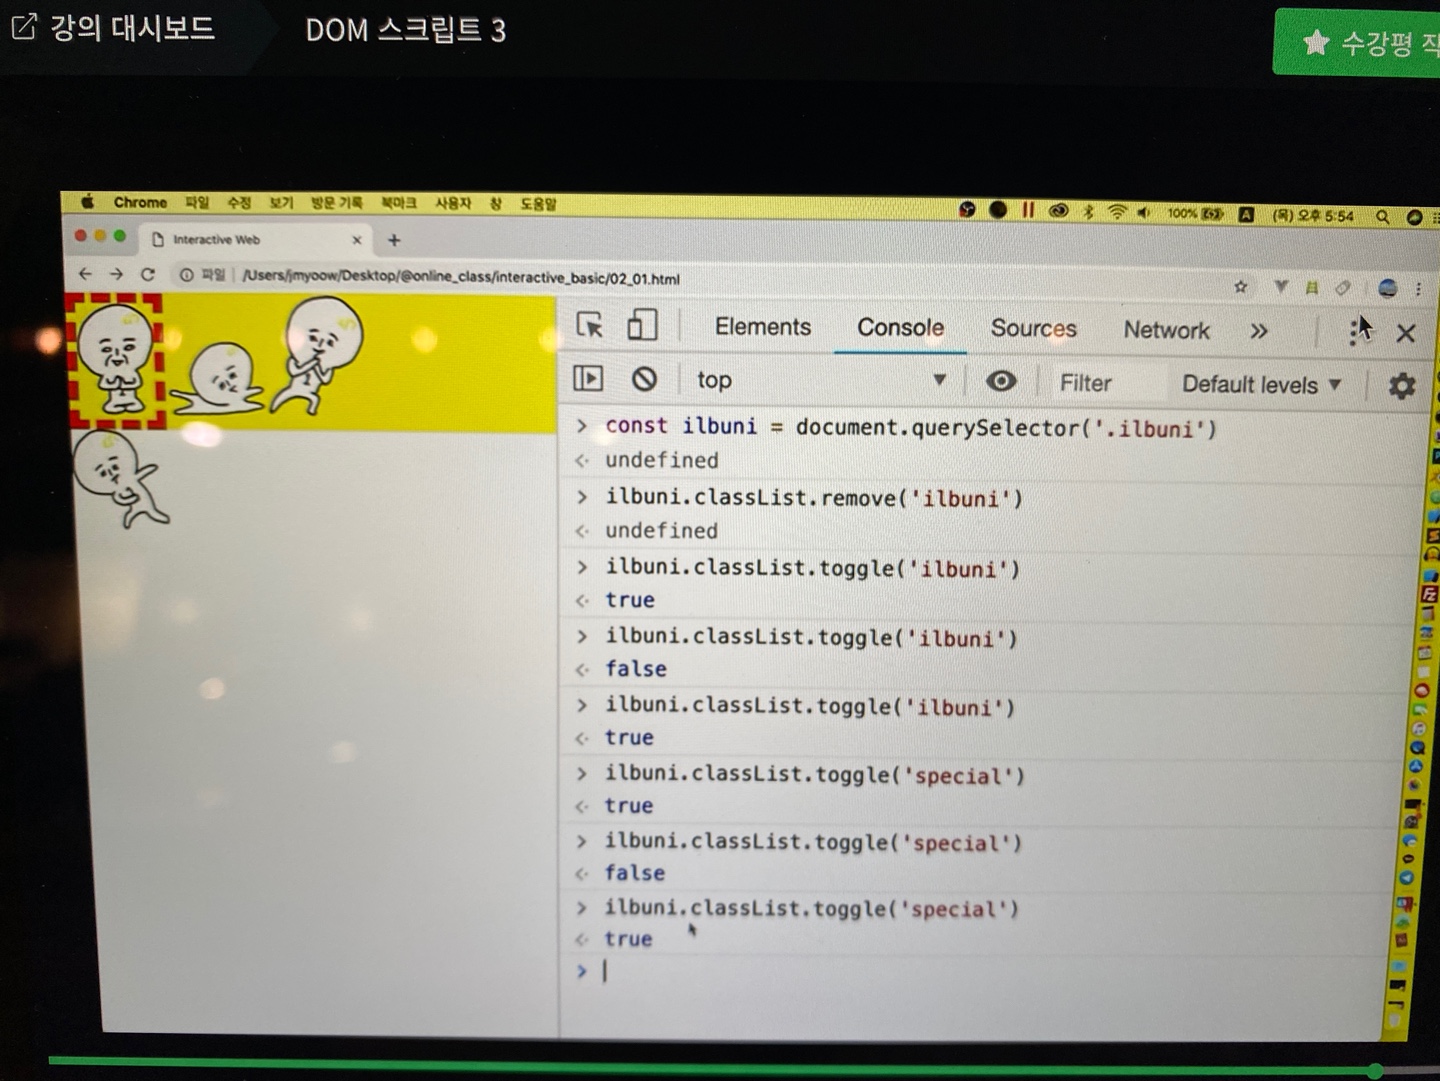 강의 대시보드
DOM 스크립트 3
수강평 작
Chrome 파일 수정 보기 방문 기록 북마크 사용자 창 도움말
100% A (목) 오후 5:54
Interactive Web
파일 /Users/jmyoow/Desktop/@online_class/interactive_basic/02_01.html
Elements Console Sources Network »
top Filter Default levels
> const ilbuni = document.querySelector('.ilbuni')
undefined
> ilbuni.classList.remove('ilbuni')
undefined
> ilbuni.classList.toggle('ilbuni')
true
> ilbuni.classList.toggle('ilbuni')
false
> ilbuni.classList.toggle('ilbuni')
true
> ilbuni.classList.toggle('special')
true
> ilbuni.classList.toggle('special')
false
> ilbuni.classList.toggle('special')
true
>
Fz